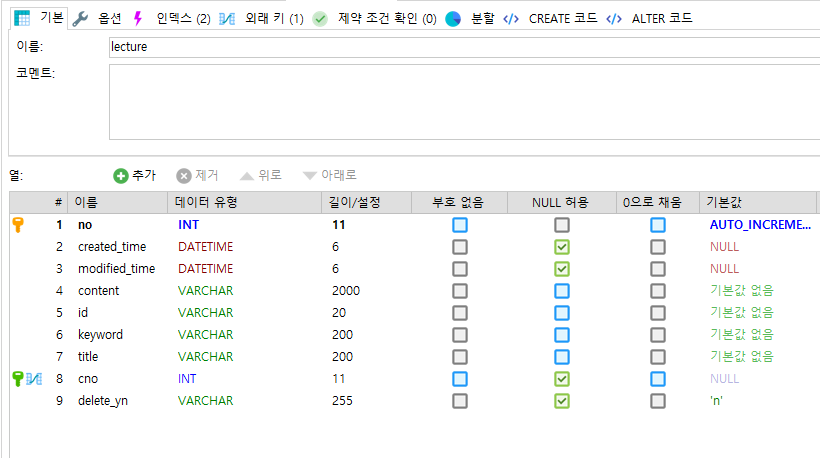 기본 옵션 인덱스 (2) 외래 키 (1) 제약 조건 확인 (0) 분할 CREATE 코드 ALTER 코드
이름: lecture
코멘트:
열: 추가 제거 위로 아래로
# 이름 데이터 유형 길이/설정 부호 없음 NULL 허용 0으로 채움 기본값
1 no INT 11 AUTO_INCREME...
2 created_time DATETIME 6 NULL
3 modified_time DATETIME 6 NULL
4 content VARCHAR 2000 기본값 없음
5 id VARCHAR 20 기본값 없음
6 keyword VARCHAR 200 기본값 없음
7 title VARCHAR 200 기본값 없음
8 cno INT 11 NULL
9 delete_yn VARCHAR 255 'n'